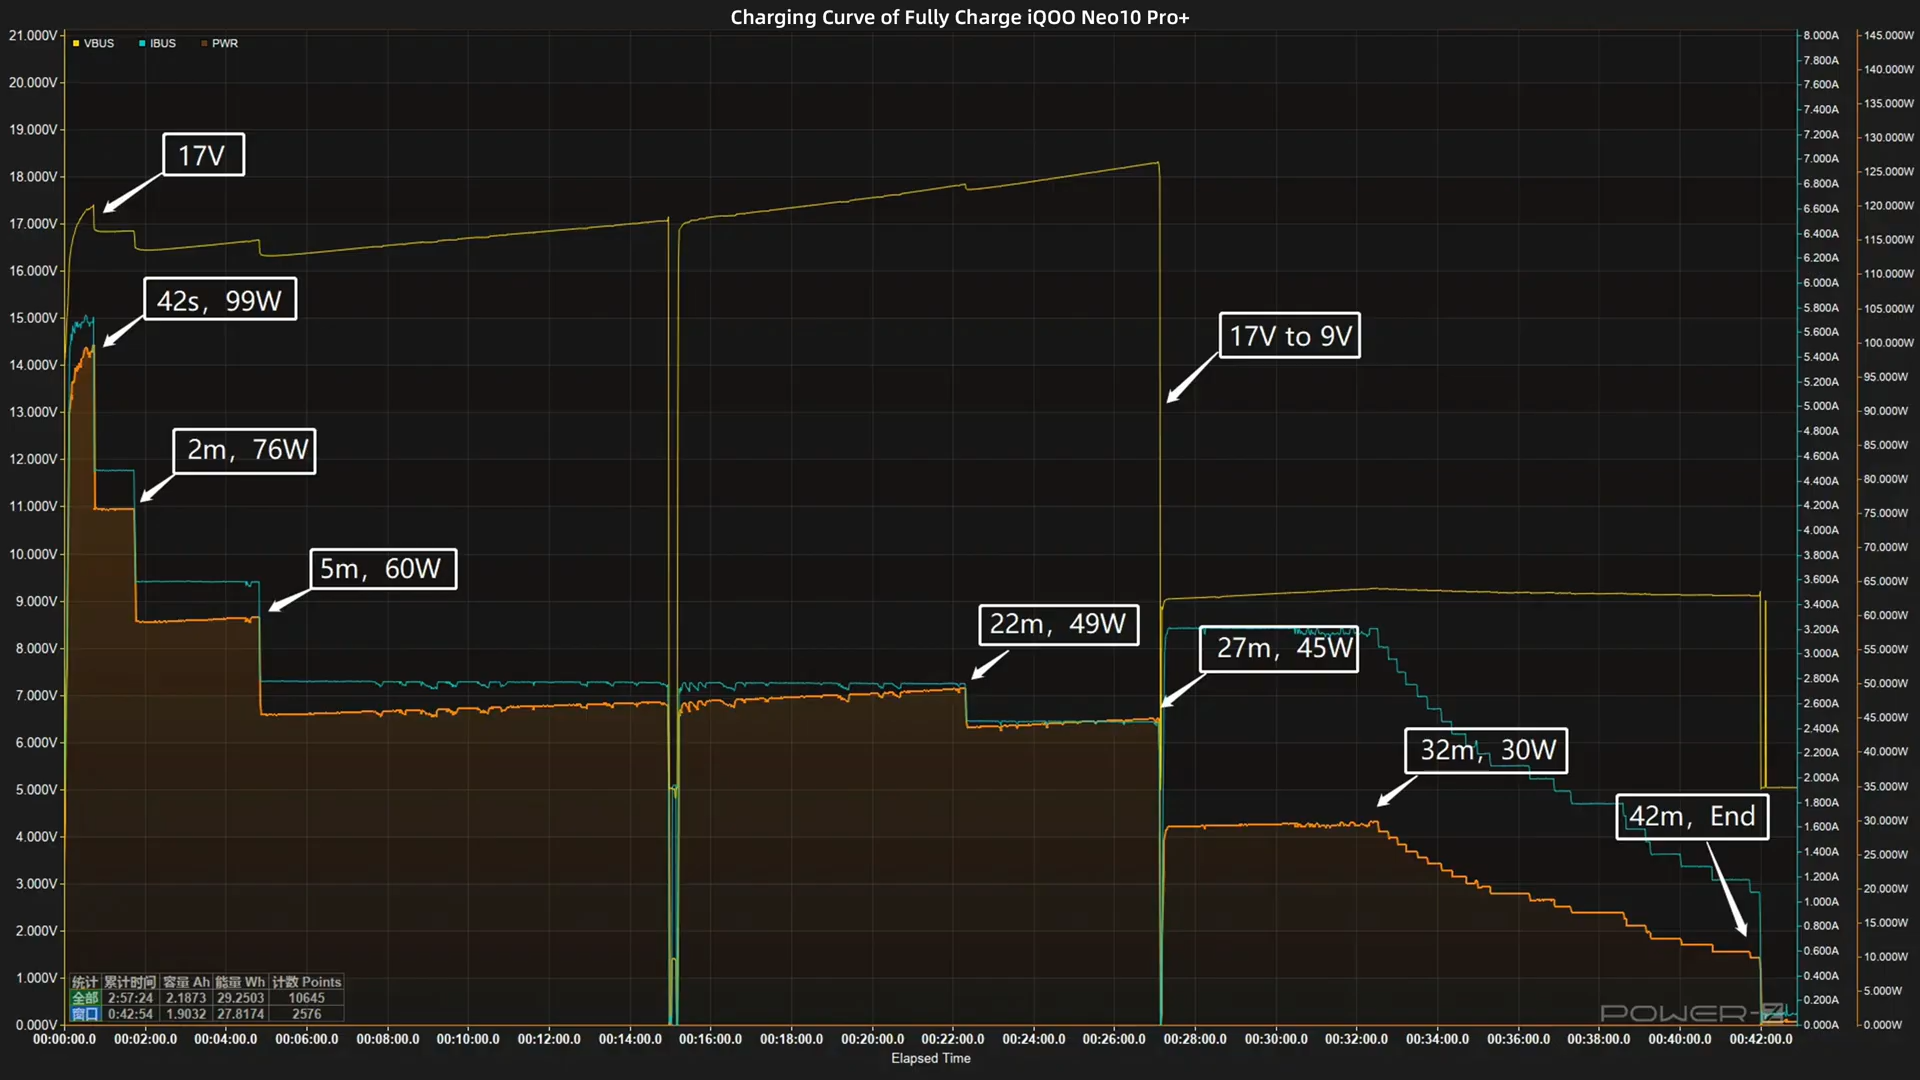 Charging Curve of Fully Charge iQOO Neo10 Pro+
VBUS IBUS PWR
21.000V
20.000V
19.000V
18.000V
17.000V
16.000V
15.000V
14.000V
13.000V
12.000V
11.000V
10.000V
9.000V
8.000V
7.000V
6.000V
5.000V
4.000V
3.000V
2.000V
1.000V
0.000V
17V
42s, 99W
2m, 76W
5m, 60W
22m, 49W
17V to 9V
27m, 45W
32m, 30W
42m, End
8.000A
7.800A
7.600A
7.400A
7.200A
7.000A
6.800A
6.600A
6.400A
6.200A
6.000A
5.800A
5.600A
5.400A
5.200A
5.000A
4.800A
4.600A
4.400A
4.200A
4.000A
3.800A
3.600A
3.400A
3.200A
3.000A
2.800A
2.600A
2.400A
2.200A
2.000A
1.800A
1.600A
1.400A
1.200A
1.000A
0.800A
0.600A
0.400A
0.200A
0.000A
145.000W
140.000W
135.000W
130.000W
125.000W
120.000W
115.000W
110.000W
105.000W
100.000W
95.000W
90.000W
85.000W
80.000W
75.000W
70.000W
65.000W
60.000W
55.000W
50.000W
45.000W
40.000W
35.000W
30.000W
25.000W
20.000W
15.000W
10.000W
5.000W
0.000W
统计 累计时间 容量 Ah 能量 Wh 计数 Points
全部 2:57:24 2.1873 29.2503 10645
窗口 0:42:54 1.9032 27.8174 2576
POWER-Z
00:00:00.0 00:02:00.0 00:04:00.0 00:06:00.0 00:08:00.0 00:10:00.0 00:12:00.0 00:14:00.0 00:16:00.0 00:18:00.0 00:20:00.0 00:22:00.0 00:24:00.0 00:26:00.0 00:28:00.0 00:30:00.0 00:32:00.0 00:34:00.0 00:36:00.0 00:38:00.0 00:40:00.0 00:42:00.0
Elapsed Time